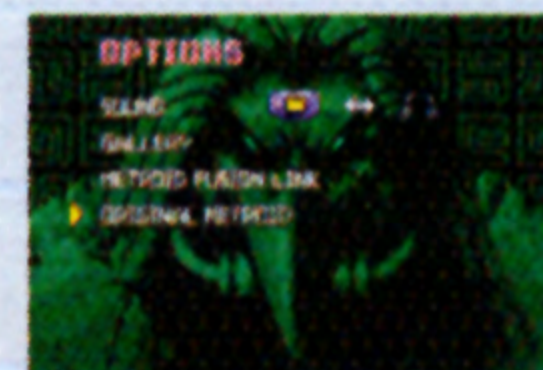 OPTIONS
SOUND
GALLERY
METROID FUSION LINK
ORIGINAL METROID